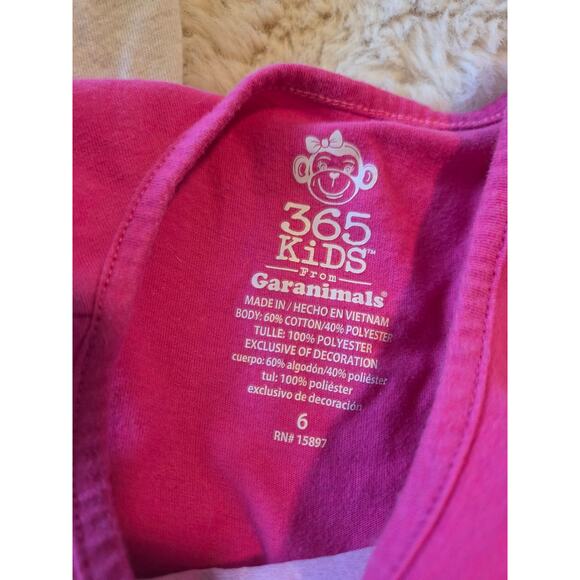 365
KiDS™
From
Garanimals®
MADE IN / HECHO EN VIETNAM
BODY: 60% COTTON/40% POLYESTER
TULLE: 100% POLYESTER
EXCLUSIVE OF DECORATION
cuerpo: 60% algodón/40% poliéster
tul: 100% poliéster
exclusivo de decoración
6
RN# 15897